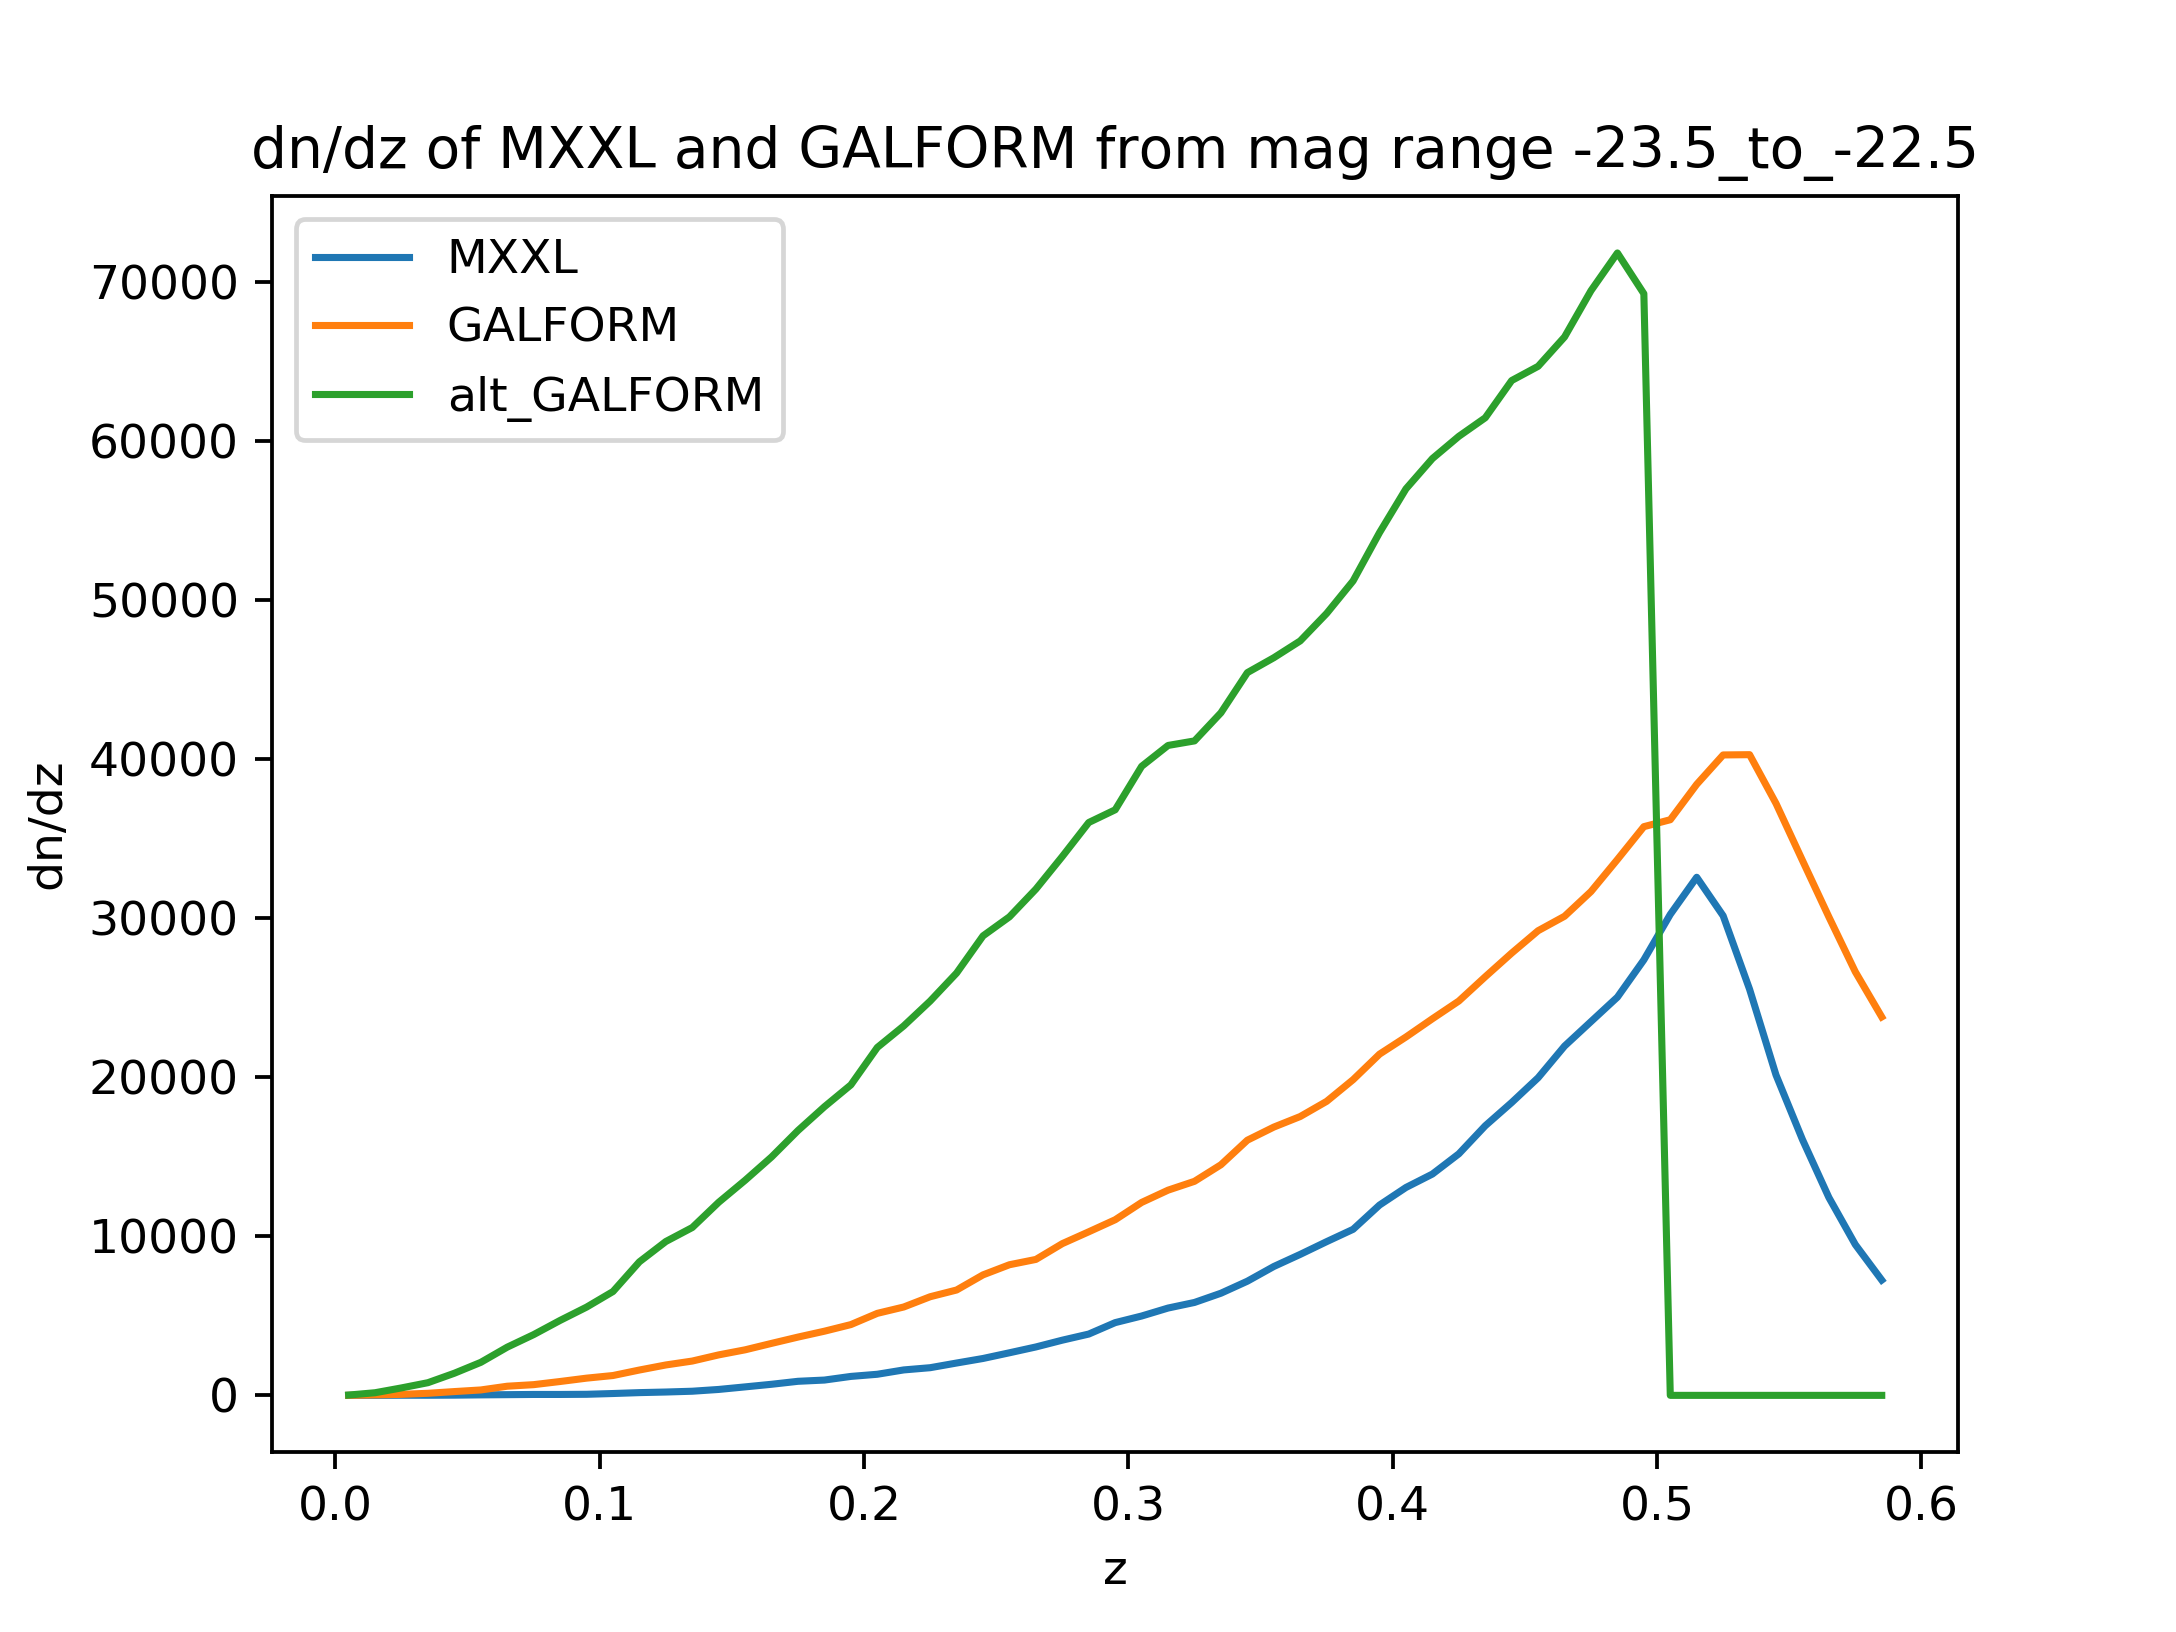 dn/dz of MXXL and GALFORM from mag range -23.5_to_-22.5
MXXL
GALFORM
alt_GALFORM
70000
60000
50000
40000
30000
20000
10000
0
dn/dz
0.0 0.1 0.2 0.3 0.4 0.5 0.6
z